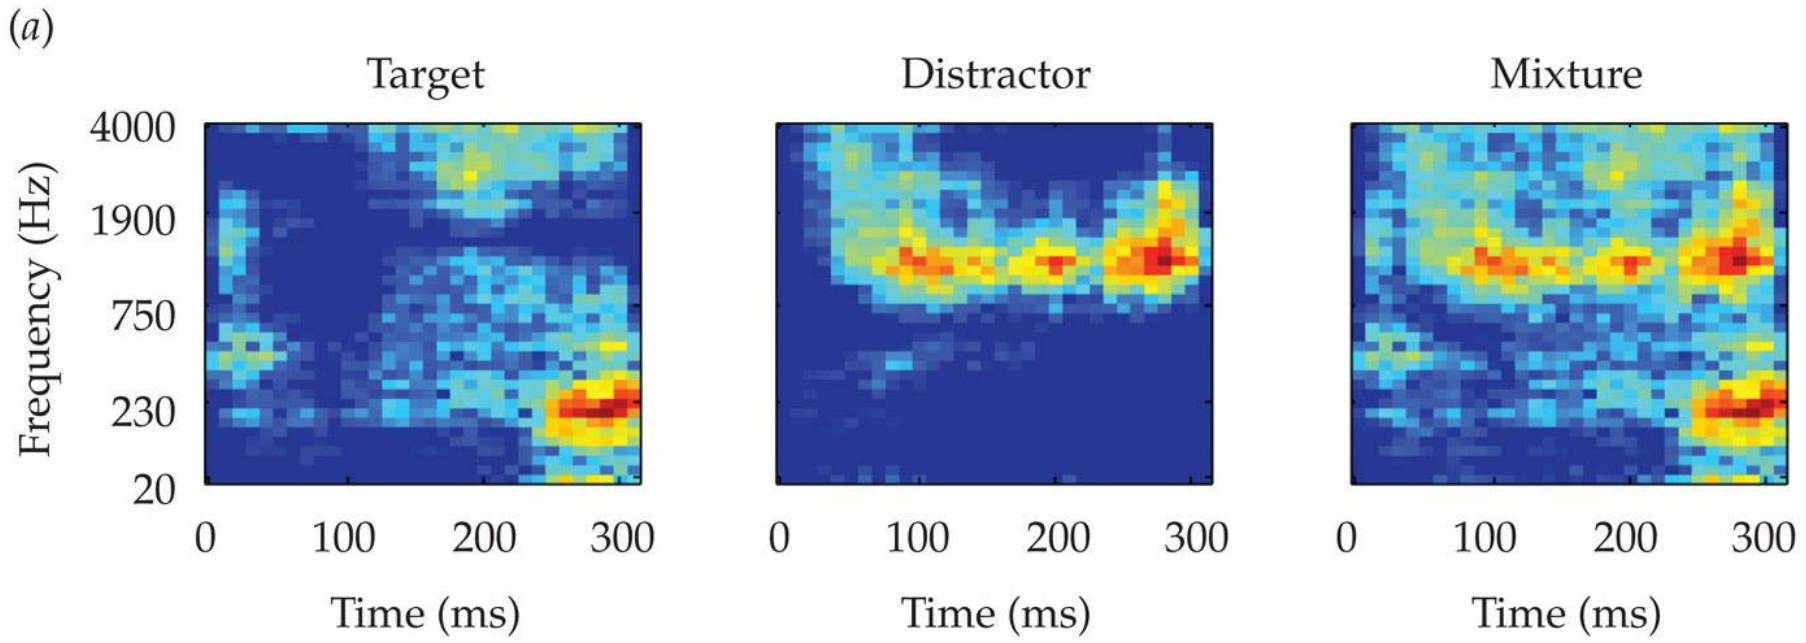 (a)
Target
Distractor
Mixture
Frequency (Hz)
4000
1900
750
230
20
0 100 200 300
0 100 200 300
0 100 200 300
Time (ms)
Time (ms)
Time (ms)